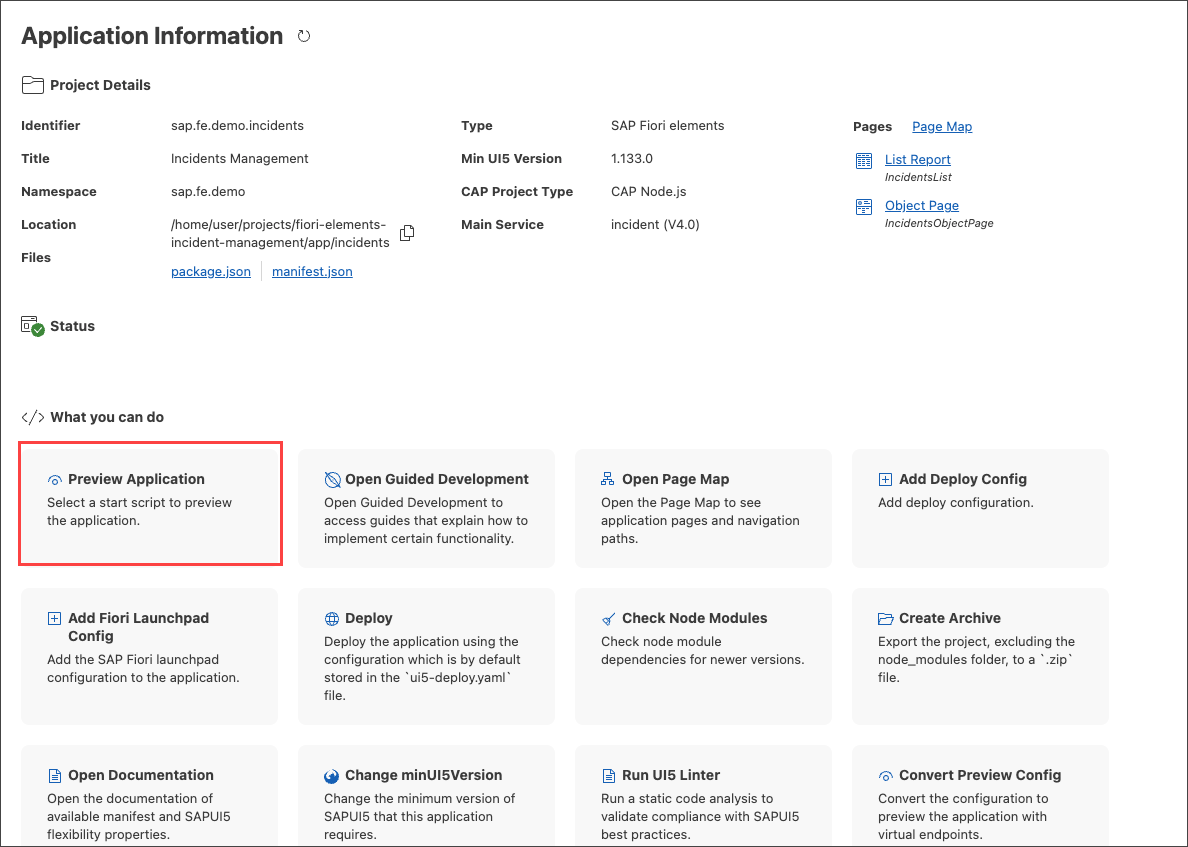 Application Information
Project Details
Identifier
sap.fe.demo.incidents
Title
Incidents Management
Namespace
sap.fe.demo
Location
/home/user/projects/fiori-elements-
incident-management/app/incidents
Files
package.json
manifest.json
Type
SAP Fiori elements
Min UI5 Version
1.133.0
CAP Project Type
CAP Node.js
Main Service
incident (V4.0)
Pages
Page Map
List Report
IncidentsList
Object Page
IncidentsObjectPage
Status
What you can do
Preview Application
Select a start script to preview
the application.
Open Guided Development
Open Guided Development to
access guides that explain how to
implement certain functionality.
Open Page Map
Open the Page Map to see
application pages and navigation
paths.
Add Deploy Config
Add deploy configuration.
Add Fiori Launchpad
Config
Add the SAP Fiori launchpad
configuration to the application.
Deploy
Deploy the application using the
configuration which is by default
stored in the `ui5-deploy.yaml`
file.
Check Node Modules
Check node module
dependencies for newer versions.
Create Archive
Export the project, excluding the
node_modules folder, to a `.zip`
file.
Open Documentation
Open the documentation of
available manifest and SAPUI5
flexibility properties.
Change minUI5Version
Change the minimum version of
SAPUI5 that this application
requires.
Run UI5 Linter
Run a static code analysis to
validate compliance with SAPUI5
best practices.
Convert Preview Config
Convert the configuration to
preview the application with
virtual endpoints.